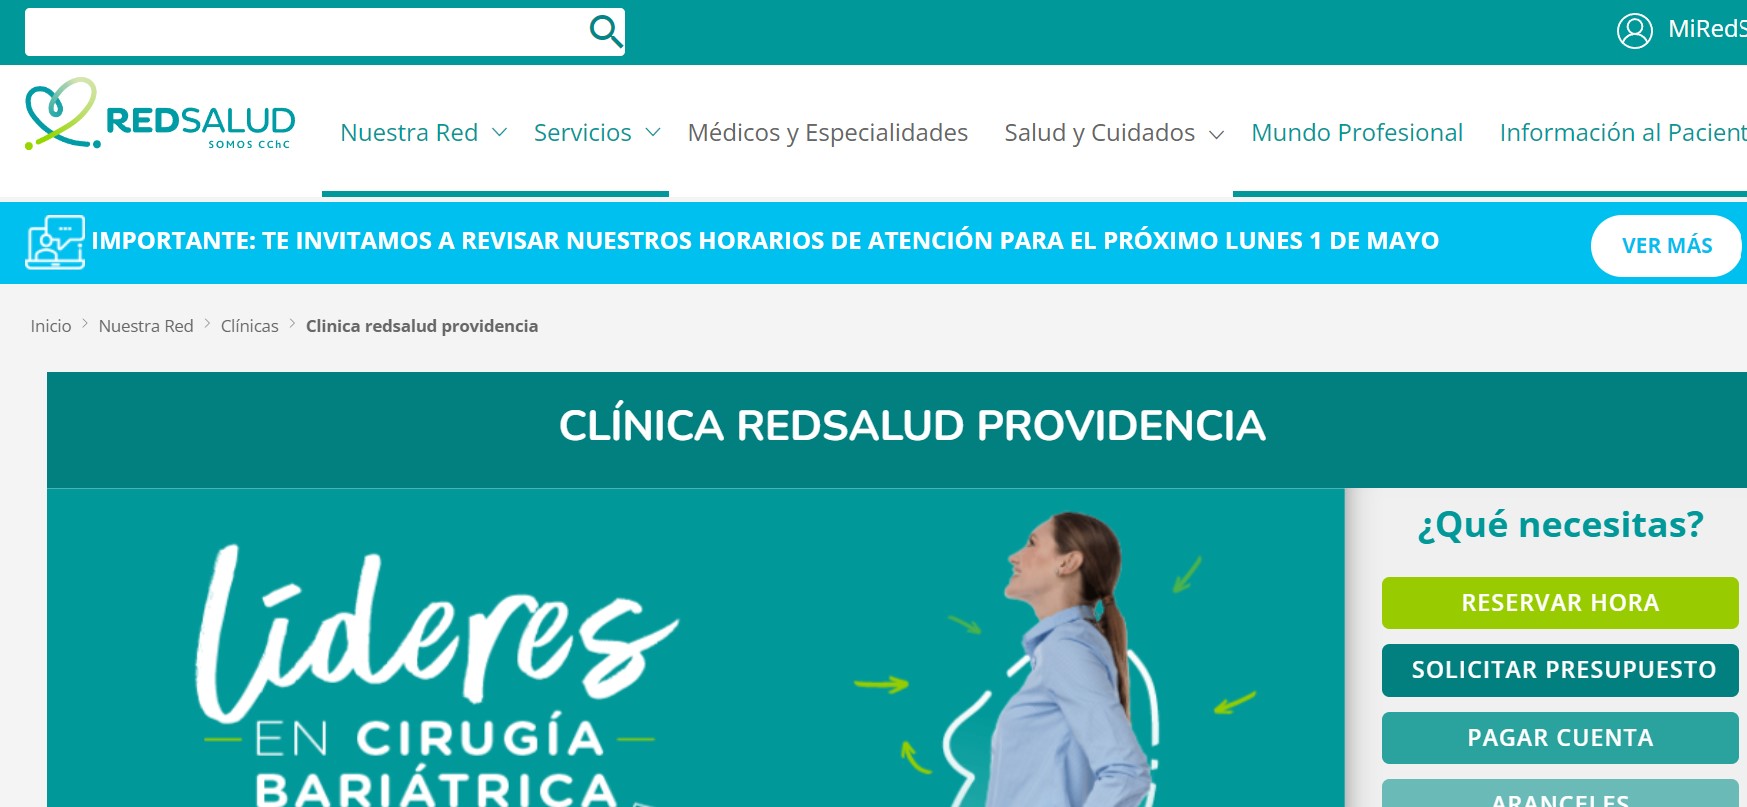 MiRedS
REDSALUD
SOMOS CChC
Nuestra Red Servicios Médicos y Especialidades Salud y Cuidados Mundo Profesional Información al Pacient
IMPORTANTE: TE INVITAMOS A REVISAR NUESTROS HORARIOS DE ATENCIÓN PARA EL PRÓXIMO LUNES 1 DE MAYO
VER MÁS
Inicio > Nuestra Red > Clínicas > Clinica redsalud providencia
CLÍNICA REDSALUD PROVIDENCIA
Líderes
EN CIRUGÍA
BARIÁTRICA
¿Qué necesitas?
RESERVAR HORA
SOLICITAR PRESUPUESTO
PAGAR CUENTA
ARANCELES